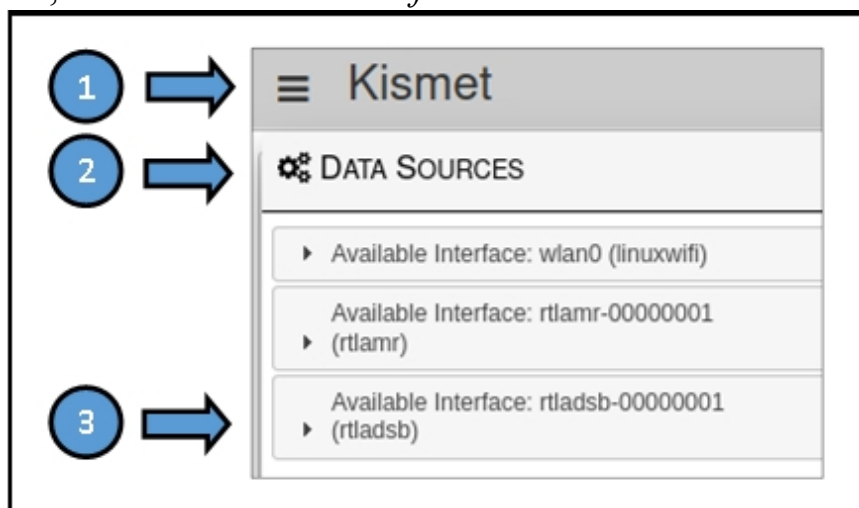 1
Kismet
2
DATA SOURCES
Available Interface: wlan0 (linuxwifi)
Available Interface: rtlamr-00000001
(rtlamr)
3
Available Interface: rtladsb-00000001
(rtladsb)